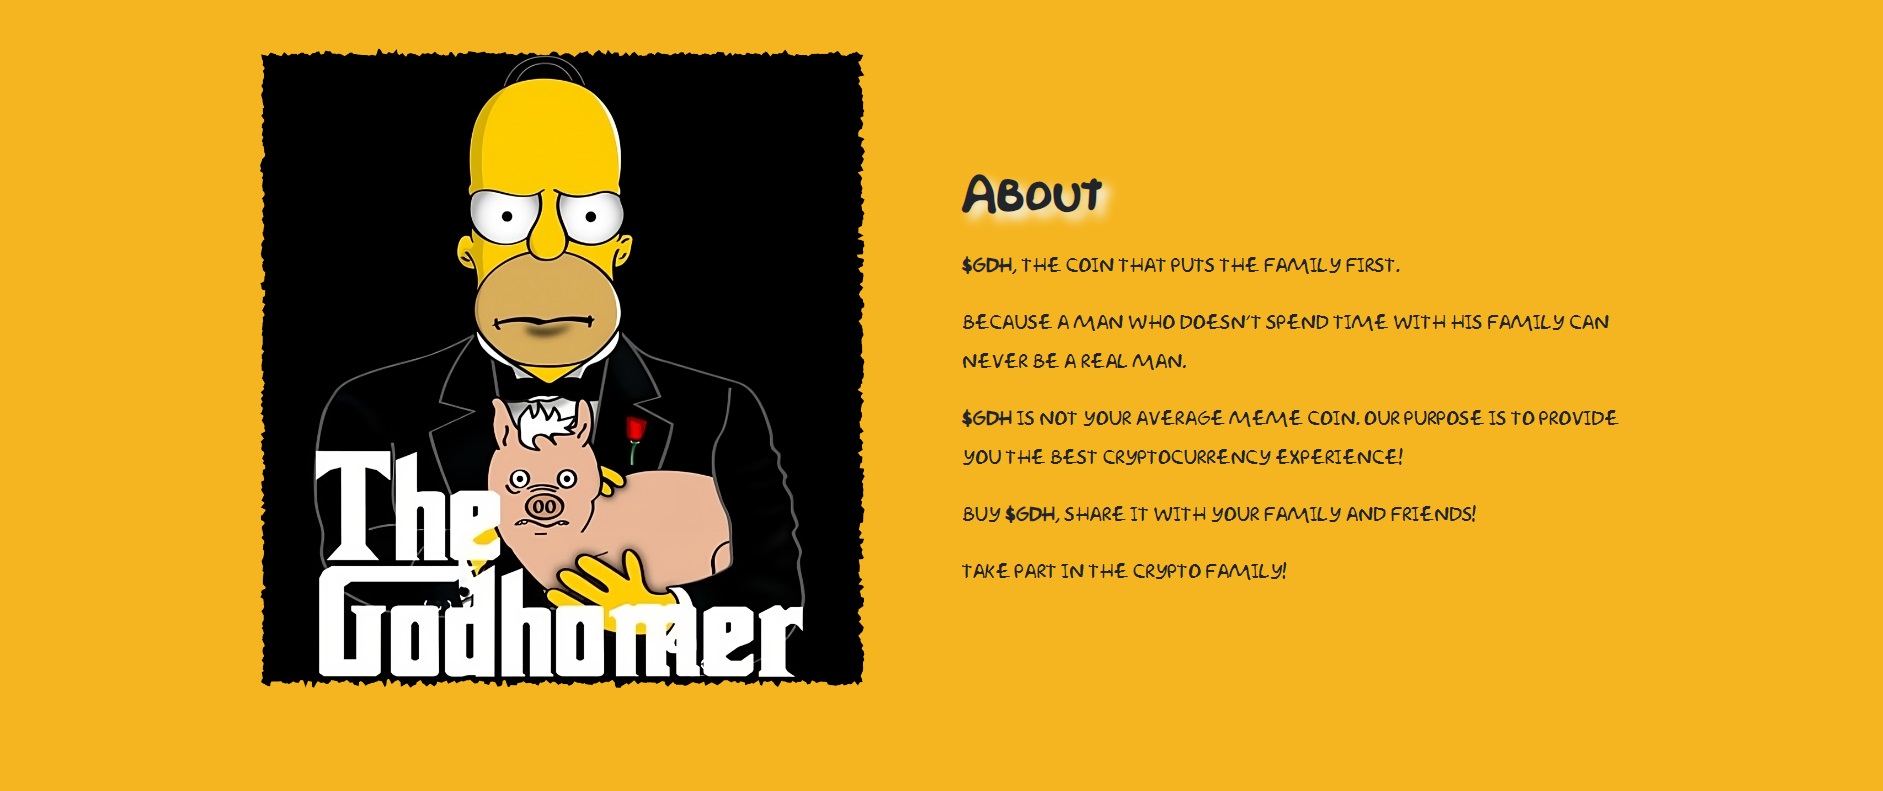 The
Godhomer
ABOUT
$GDH, THE COIN THAT PUTS THE FAMILY FIRST.
BECAUSE A MAN WHO DOESN'T SPEND TIME WITH HIS FAMILY CAN
NEVER BE A REAL MAN.
$GDH IS NOT YOUR AVERAGE MEME COIN. OUR PURPOSE IS TO PROVIDE
YOU THE BEST CRYPTOCURRENCY EXPERIENCE!
BUY $GDH, SHARE IT WITH YOUR FAMILY AND FRIENDS!
TAKE PART IN THE CRYPTO FAMILY!